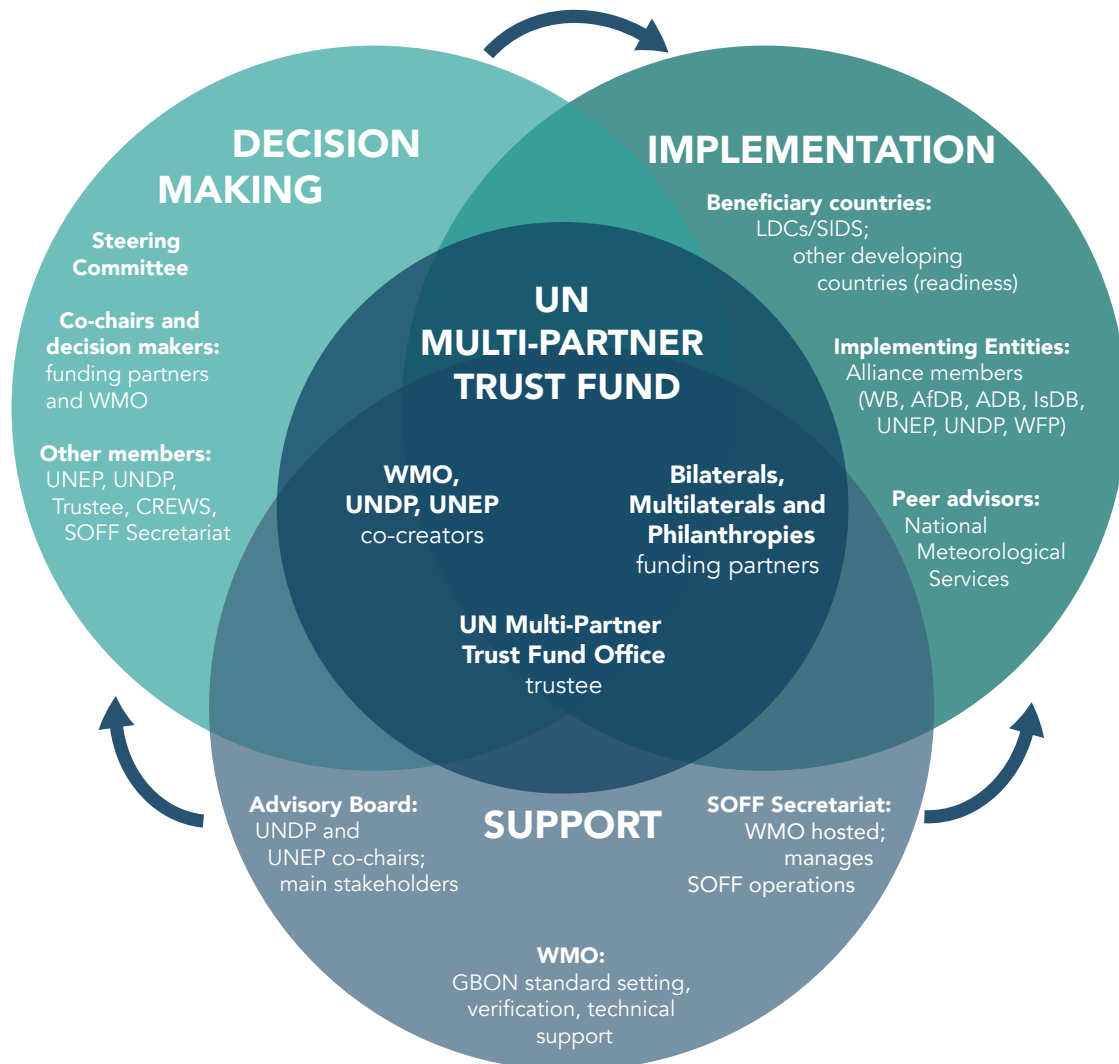 DECISION
MAKING
Steering
Committee
Co-chairs and
decision makers:
funding partners
and WMO
Other members:
UNEP, UNDP,
Trustee, CREWS,
SOFF Secretariat
IMPLEMENTATION
Beneficiary countries:
LDCs/SIDS;
other developing
countries (readiness)
Implementing Entities:
Alliance members
(WB, AfDB, ADB, IsDB,
UNEP, UNDP, WFP)
Peer advisors:
National
Meteorological
Services
UN
MULTI-PARTNER
TRUST FUND
WMO,
UNDP, UNEP
co-creators
Bilaterals,
Multilaterals and
Philanthropies
funding partners
UN Multi-Partner
Trust Fund Office
trustee
SUPPORT
Advisory Board:
UNDP and
UNEP co-chairs;
main stakeholders
SOFF Secretariat:
WMO hosted;
manages
SOFF operations
WMO:
GBON standard setting,
verification, technical
support